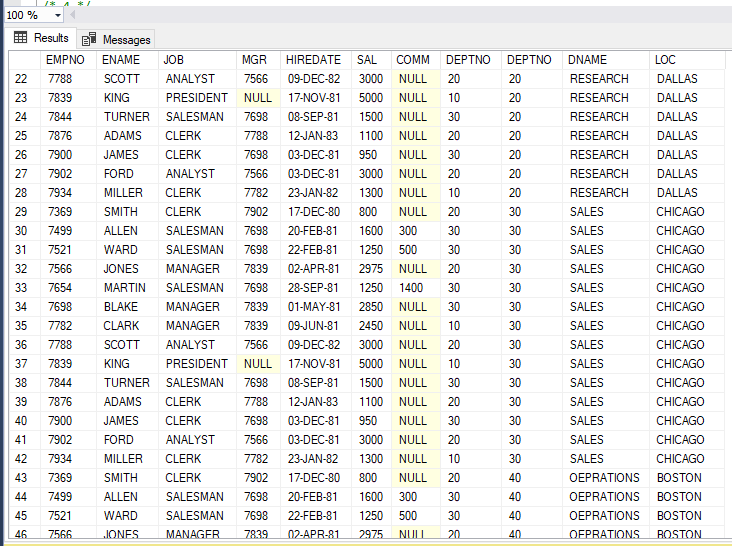 /* 4 */
100 %
Results Messages
EMPNO ENAME JOB MGR HIREDATE SAL COMM DEPTNO DEPTNO DNAME LOC
22 7788 SCOTT ANALYST 7566 09-DEC-82 3000 NULL 20 20 RESEARCH DALLAS
23 7839 KING PRESIDENT NULL 17-NOV-81 5000 NULL 10 20 RESEARCH DALLAS
24 7844 TURNER SALESMAN 7698 08-SEP-81 1500 NULL 30 20 RESEARCH DALLAS
25 7876 ADAMS CLERK 7788 12-JAN-83 1100 NULL 20 20 RESEARCH DALLAS
26 7900 JAMES CLERK 7698 03-DEC-81 950 NULL 30 20 RESEARCH DALLAS
27 7902 FORD ANALYST 7566 03-DEC-81 3000 NULL 20 20 RESEARCH DALLAS
28 7934 MILLER CLERK 7782 23-JAN-82 1300 NULL 10 20 RESEARCH DALLAS
29 7369 SMITH CLERK 7902 17-DEC-80 800 NULL 20 30 SALES CHICAGO
30 7499 ALLEN SALESMAN 7698 20-FEB-81 1600 300 30 30 SALES CHICAGO
31 7521 WARD SALESMAN 7698 22-FEB-81 1250 500 30 30 SALES CHICAGO
32 7566 JONES MANAGER 7839 02-APR-81 2975 NULL 20 30 SALES CHICAGO
33 7654 MARTIN SALESMAN 7698 28-SEP-81 1250 1400 30 30 SALES CHICAGO
34 7698 BLAKE MANAGER 7839 01-MAY-81 2850 NULL 30 30 SALES CHICAGO
35 7782 CLARK MANAGER 7839 09-JUN-81 2450 NULL 10 30 SALES CHICAGO
36 7788 SCOTT ANALYST 7566 09-DEC-82 3000 NULL 20 30 SALES CHICAGO
37 7839 KING PRESIDENT NULL 17-NOV-81 5000 NULL 10 30 SALES CHICAGO
38 7844 TURNER SALESMAN 7698 08-SEP-81 1500 NULL 30 30 SALES CHICAGO
39 7876 ADAMS CLERK 7788 12-JAN-83 1100 NULL 20 30 SALES CHICAGO
40 7900 JAMES CLERK 7698 03-DEC-81 950 NULL 30 30 SALES CHICAGO
41 7902 FORD ANALYST 7566 03-DEC-81 3000 NULL 20 30 SALES CHICAGO
42 7934 MILLER CLERK 7782 23-JAN-82 1300 NULL 10 30 SALES CHICAGO
43 7369 SMITH CLERK 7902 17-DEC-80 800 NULL 20 40 OEPRATIONS BOSTON
44 7499 ALLEN SALESMAN 7698 20-FEB-81 1600 300 30 40 OEPRATIONS BOSTON
45 7521 WARD SALESMAN 7698 22-FEB-81 1250 500 30 40 OEPRATIONS BOSTON
46 7566 JONES MANAGER 7839 02-APR-81 2975 NULL 20 40 OEPRATIONS BOSTON